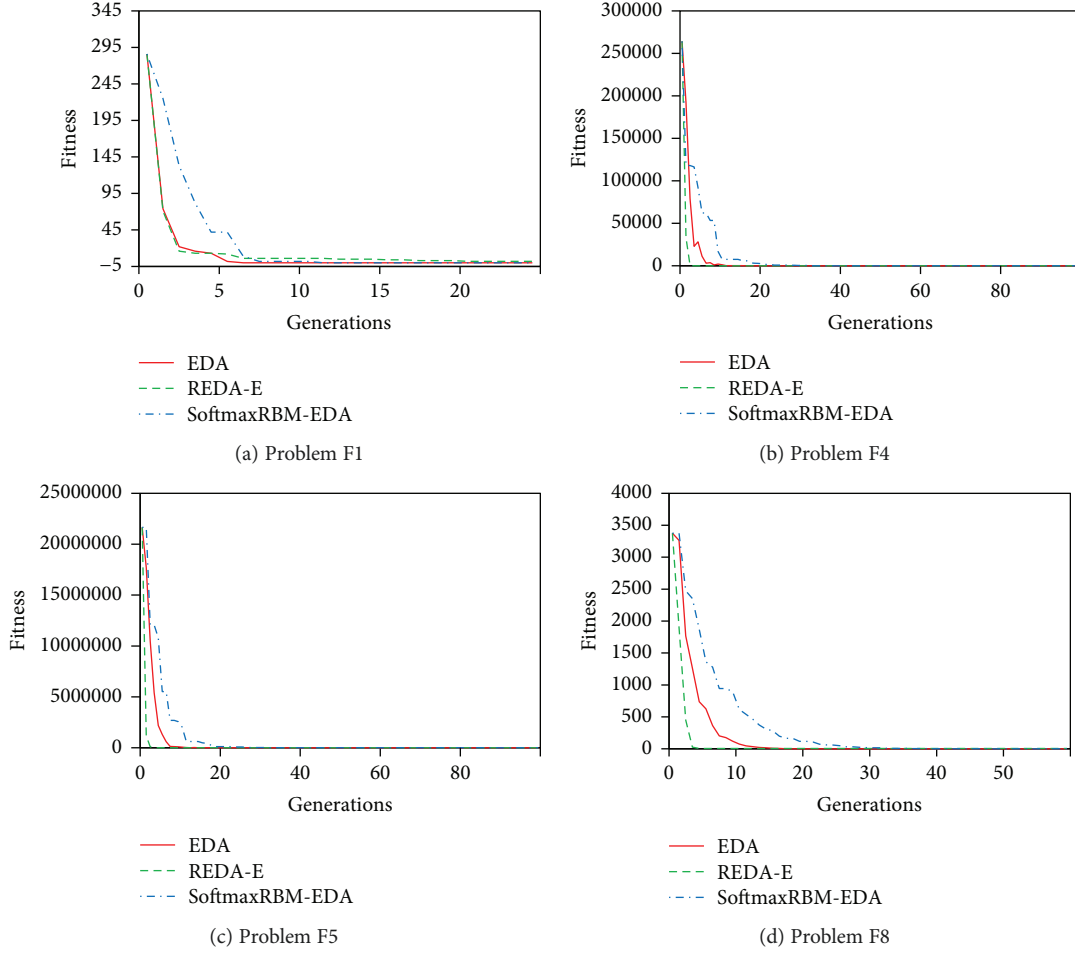 345
295
245
195
145
95
45
−5
Fitness
0
5
10
15
20
Generations
EDA
REDA-E
SoftmaxRBM-EDA
(a) Problem F1
300000
250000
200000
150000
100000
50000
0
Fitness
0
20
40
60
80
Generations
EDA
REDA-E
SoftmaxRBM-EDA
(b) Problem F4
25000000
20000000
15000000
10000000
5000000
0
Fitness
0
20
40
60
80
Generations
EDA
REDA-E
SoftmaxRBM-EDA
(c) Problem F5
4000
3500
3000
2500
2000
1500
1000
500
0
Fitness
0
10
20
30
40
50
Generations
EDA
REDA-E
SoftmaxRBM-EDA
(d) Problem F8